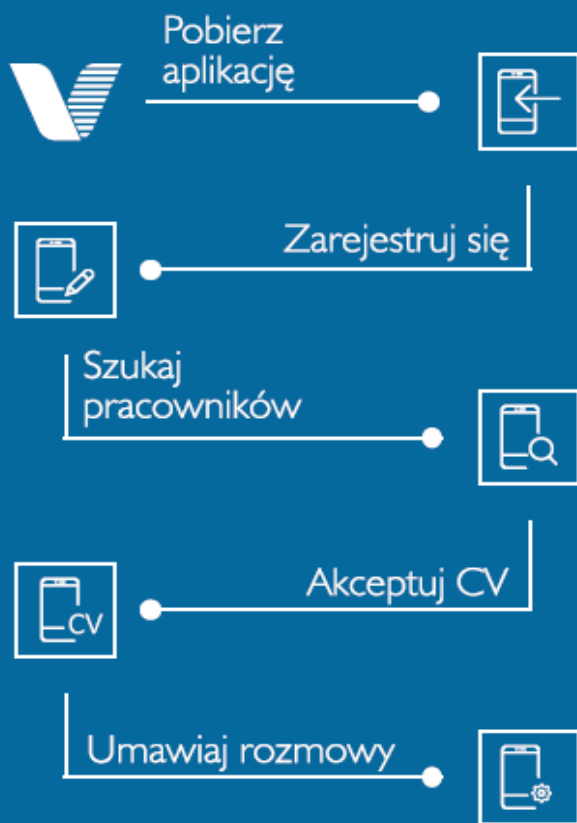 Pobierz
aplikację
Zarejestruj się
Szukaj
pracowników
Akceptuj CV
CV
Umawiaj rozmowy